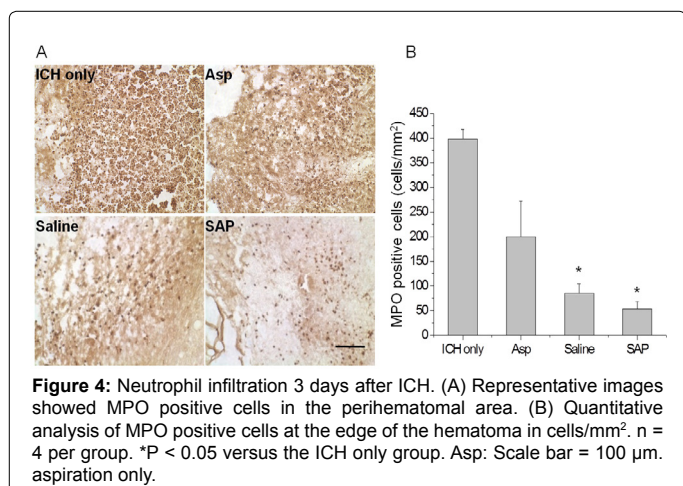 A
B
ICH only
Asp
Saline
SAP
MPO positive cells (cells/mm²)
450
400
350
300
250
200
150
100
50
0
*
*
ICH only
Asp
Saline
SAP
Figure 4: Neutrophil infiltration 3 days after ICH. (A) Representative images
showed MPO positive cells in the perihematomal area. (B) Quantitative
analysis of MPO positive cells at the edge of the hematoma in cells/mm². n =
4 per group. *P < 0.05 versus the ICH only group. Asp: Scale bar = 100 μm.
aspiration only.